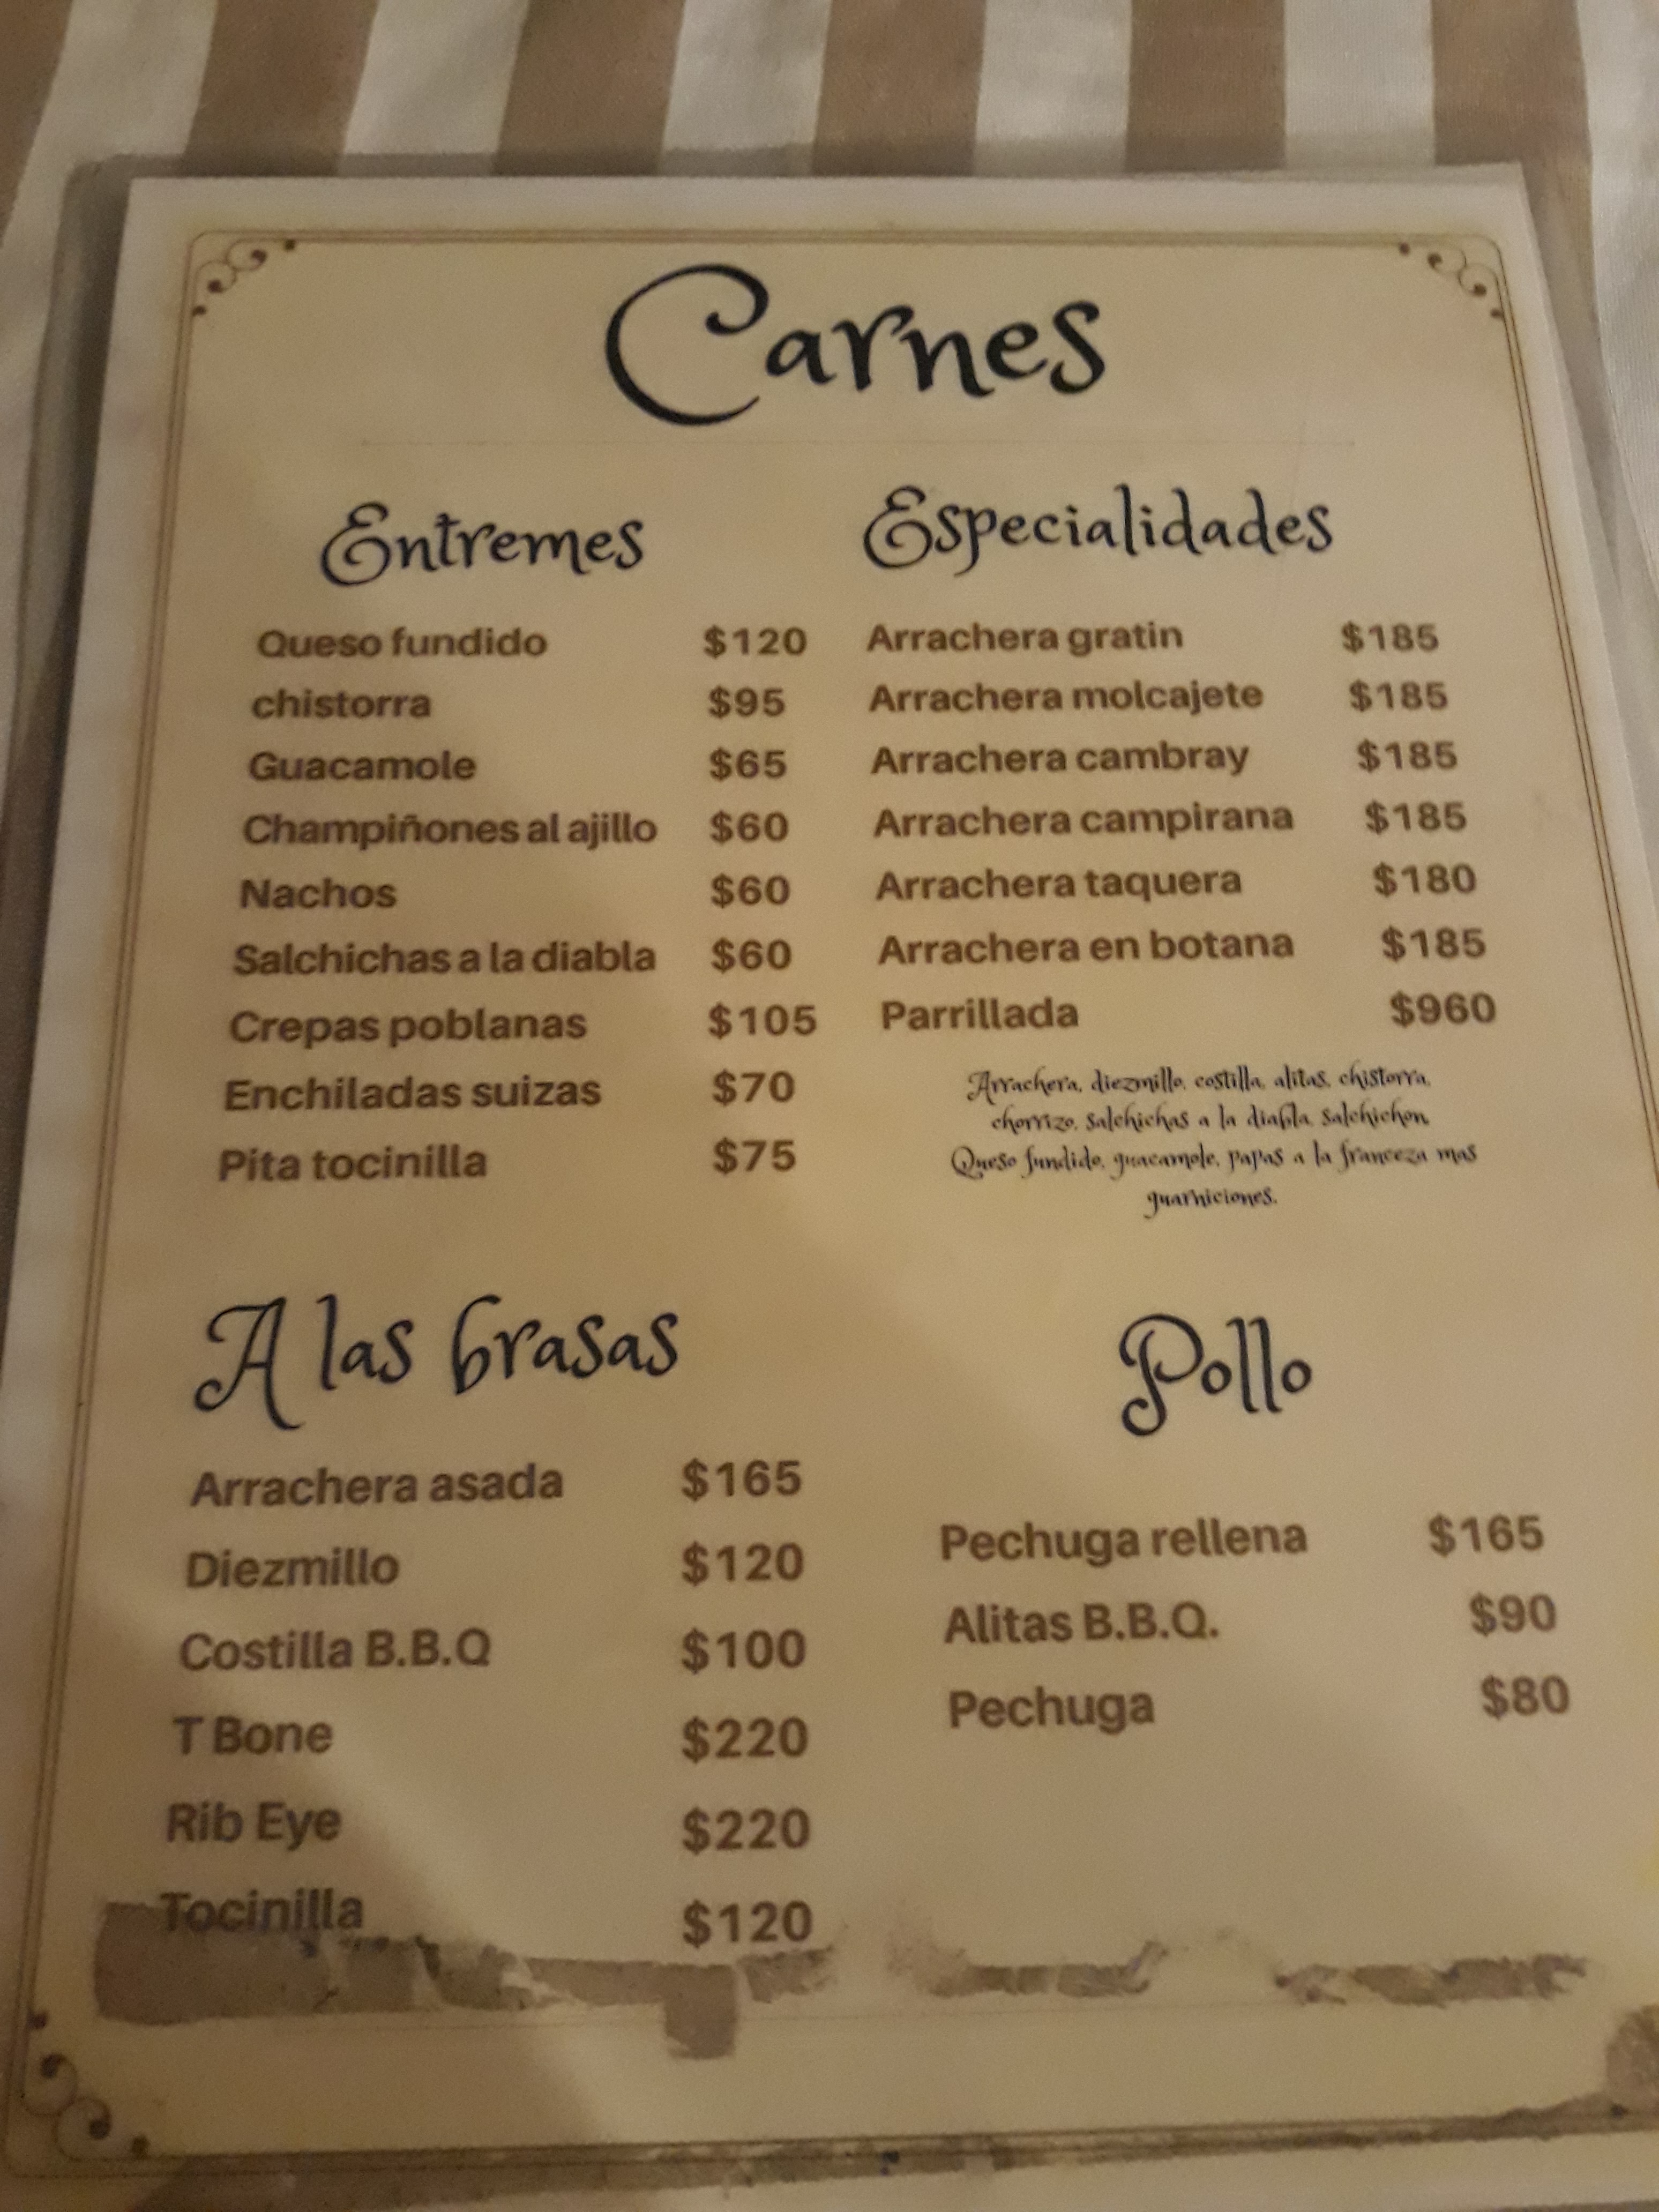 Carnes
Entremes
Queso fundido $120
chistorra $95
Guacamole $65
Champiñones al ajillo $60
Nachos $60
Salchichas a la diabla $60
Crepas poblanas $105
Enchiladas suizas $70
Pita tocinilla $75
Especialidades
Arrachera gratin $185
Arrachera molcajete $185
Arrachera cambray $185
Arrachera campirana $185
Arrachera taquera $180
Arrachera en botana $185
Parrillada $960
Arrachera, diezmillo, costilla, alitas, chistorra,
chorrizo, salchichas a la diabla, salchichon,
Queso fundido, guacamole, papas a la franceza mas
guarniciones.
A las brasas
Arrachera asada $165
Diezmillo $120
Costilla B.B.Q $100
T Bone $220
Rib Eye $220
Tocinilla $120
Pollo
Pechuga rellena $165
Alitas B.B.Q. $90
Pechuga $80